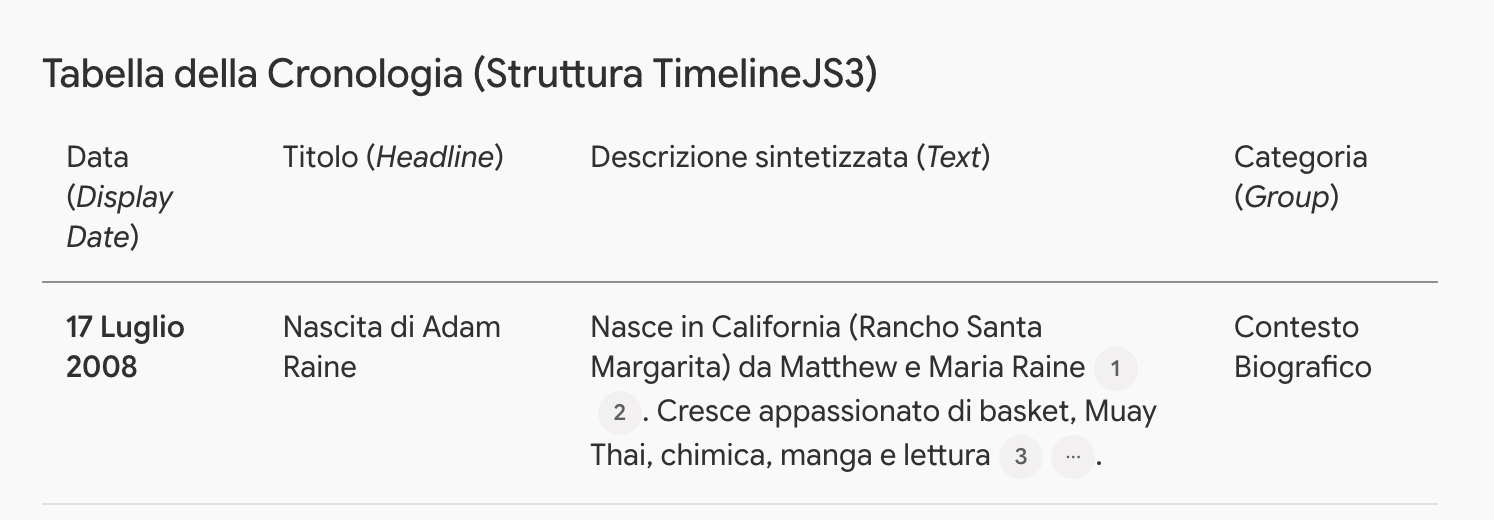 Tabella della Cronologia (Struttura TimelineJS3)
Data (Display Date)
Titolo (Headline)
Descrizione sintetizzata (Text)
Categoria (Group)
17 Luglio 2008
Nascita di Adam Raine
Nasce in California (Rancho Santa
Margarita) da Matthew e Maria Raine 1
2 . Cresce appassionato di basket, Muay
Thai, chimica, manga e lettura 3 ... .
Contesto Biografico